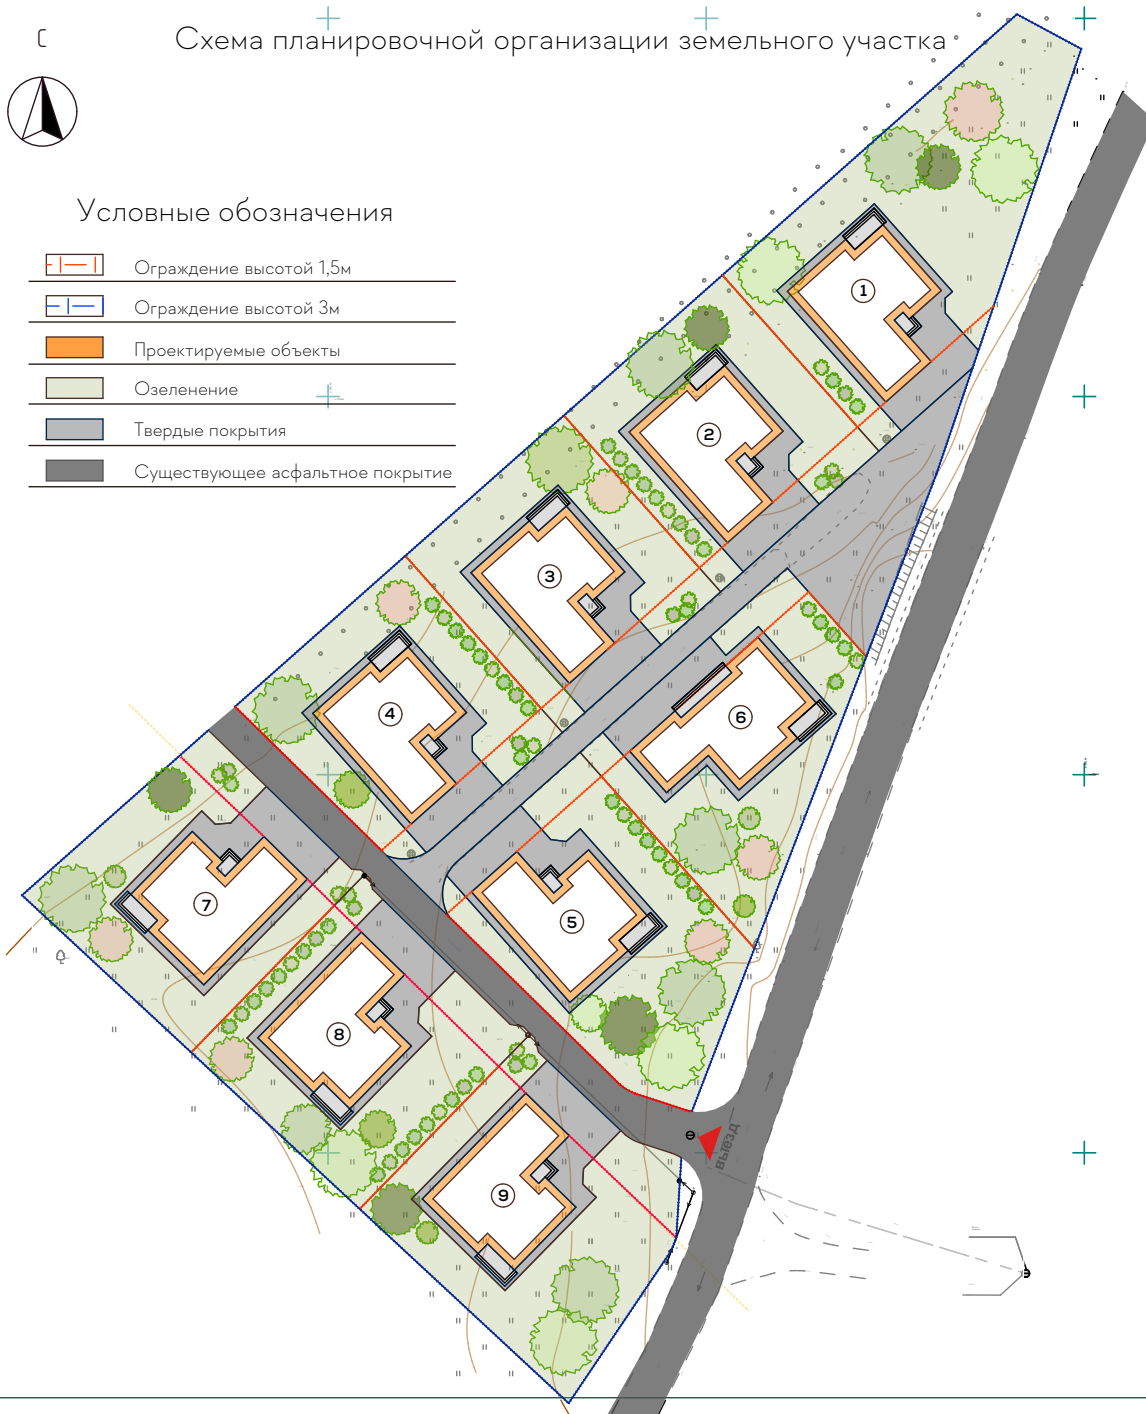 С
Схема планировочной организации земельного участка
Условные обозначения
Ограждение высотой 1,5м
Ограждение высотой 3м
Проектируемые объекты
Озеленение
Твердые покрытия
Существующее асфальтное покрытие
1
2
3
4
6
7
5
8
9
выезд